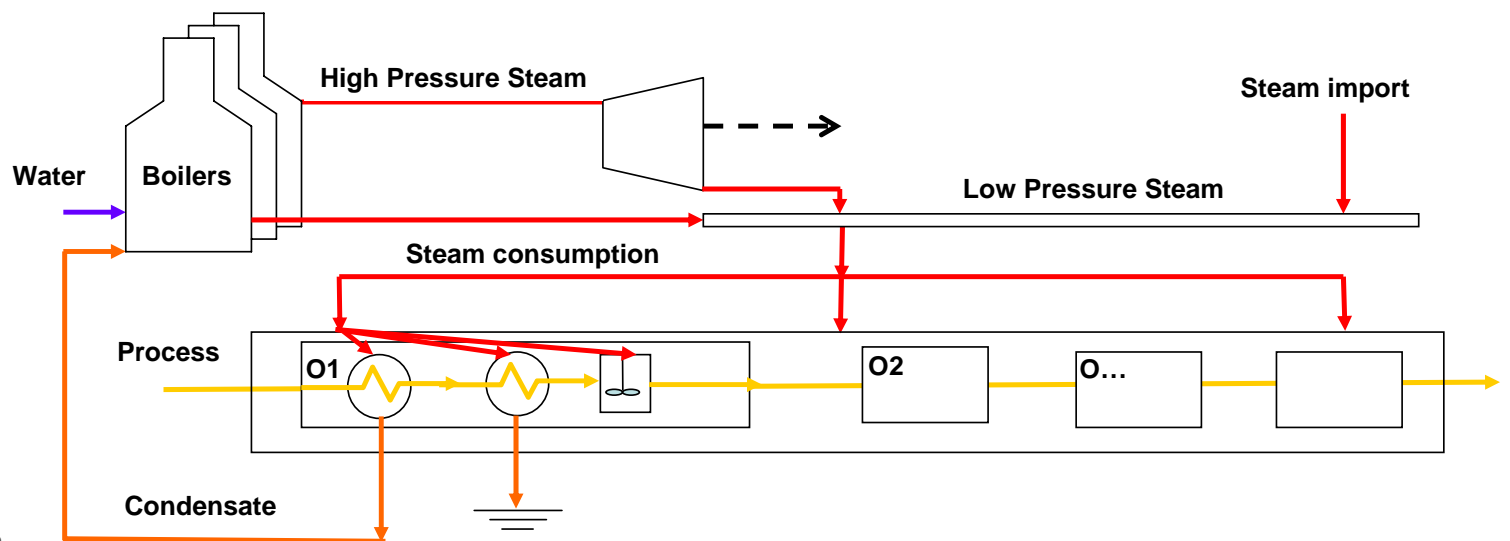 High Pressure Steam
Steam import
Water
Boilers
Low Pressure Steam
Steam consumption
Process
O1
O2
O...
Condensate